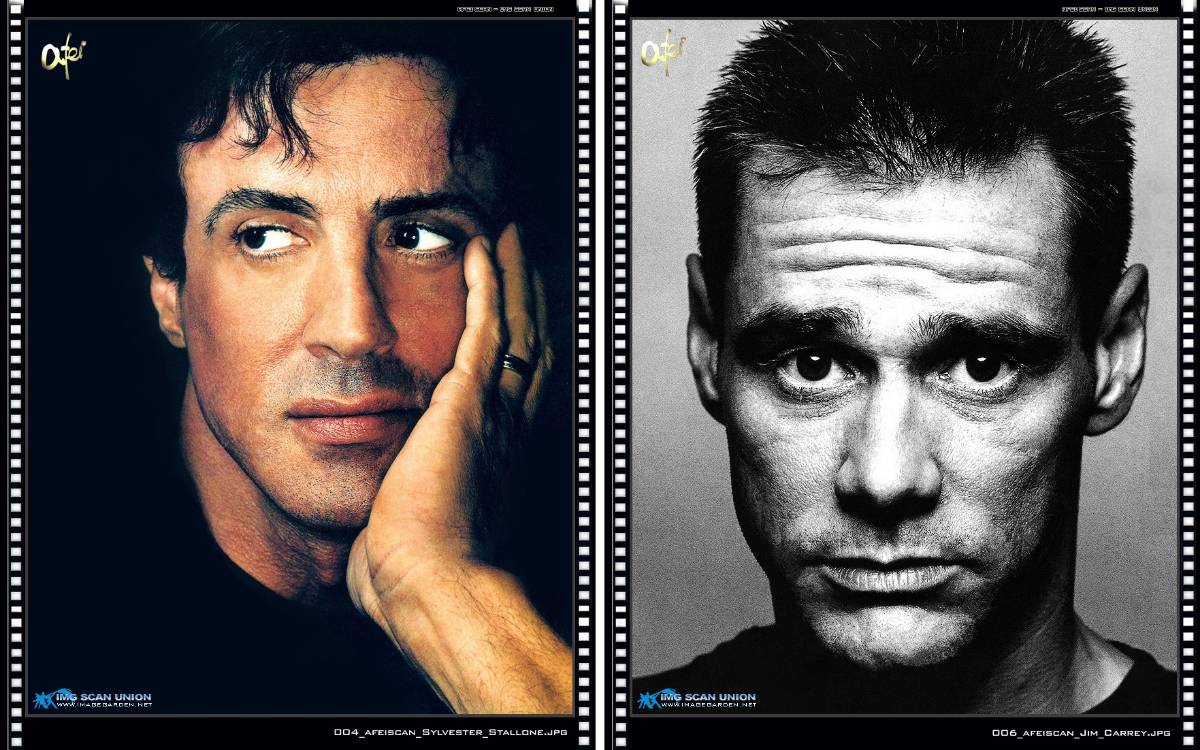 afei
IMG SCAN UNION
WWW.IMAGEGARDEN.NET
004_afeiscan_Sylvester_Stallone.JPG
afei
IMG SCAN UNION
WWW.IMAGEGARDEN.NET
006_afeiscan_Jim_Carrey.JPG